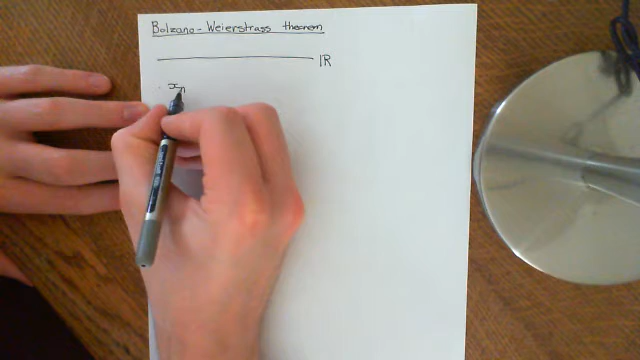 Bolzano-Weierstrass theorem
ℝ
xₙ